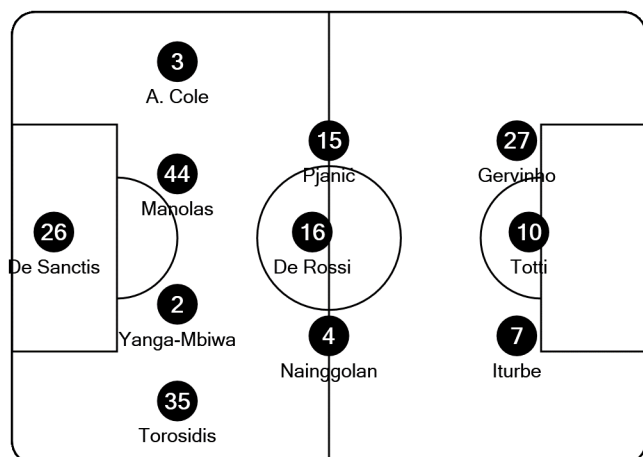 3
A. Cole
15
Pjanić
27
Gervinho
44
Manolas
26
De Sanctis
16
De Rossi
10
Totti
2
Yanga-Mbiwa
4
Nainggolan
7
Iturbe
35
Torosidis